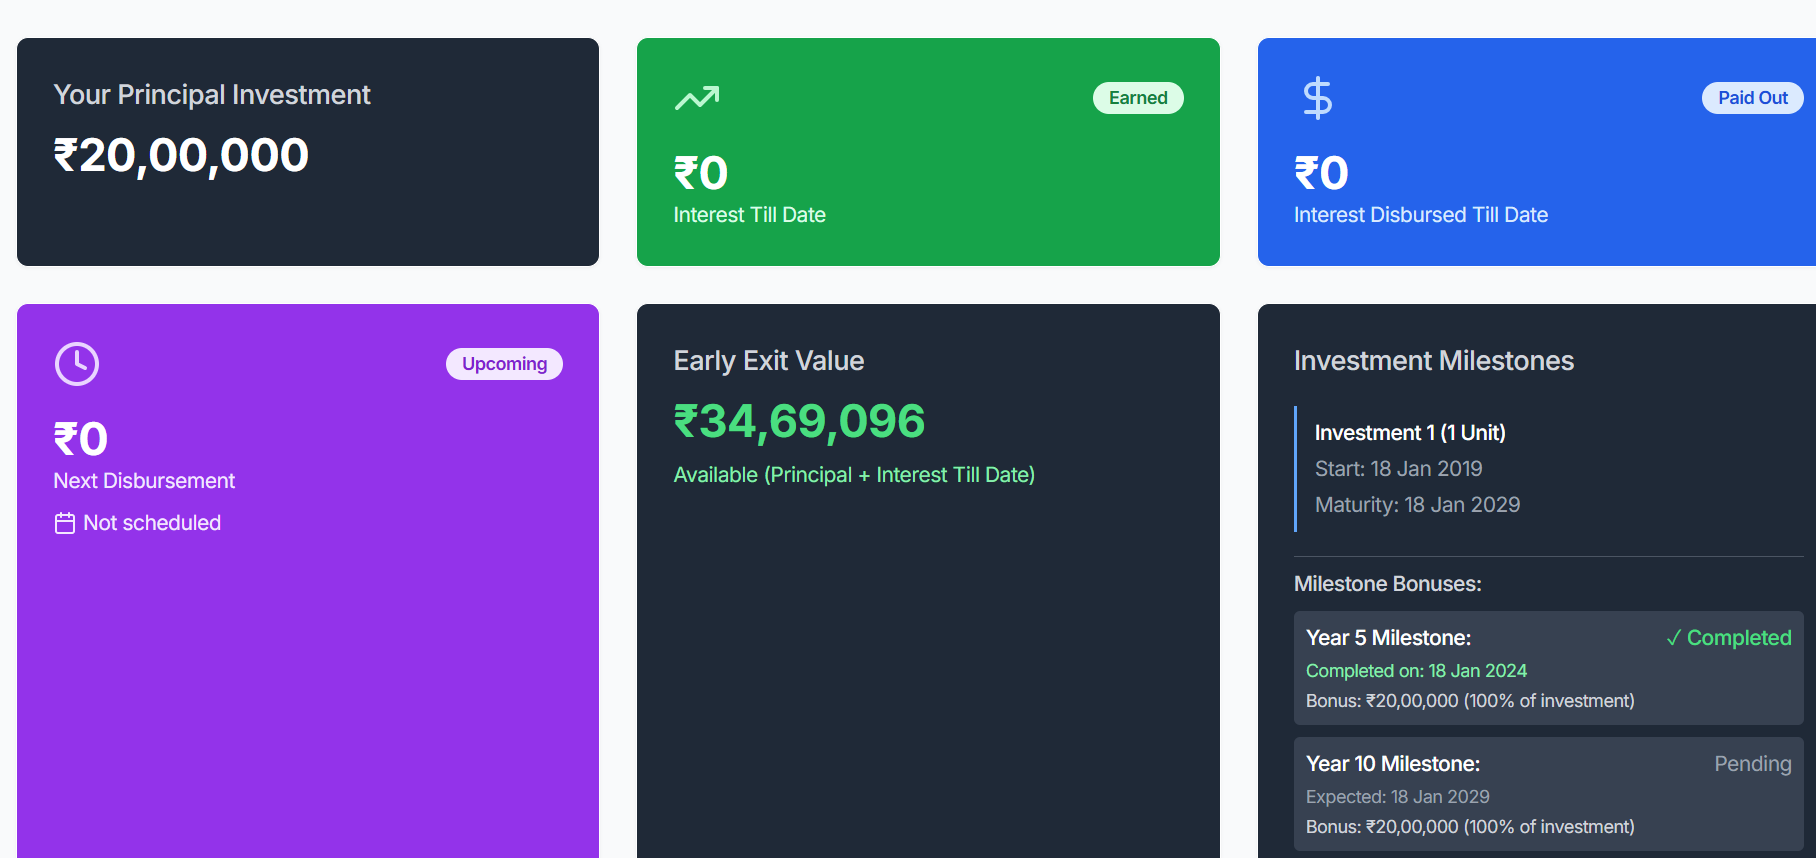 Your Principal Investment
₹20,00,000
Earned
₹0
Interest Till Date
Paid Out
₹0
Interest Disbursed Till Date
Upcoming
₹0
Next Disbursement
Not scheduled
Early Exit Value
₹34,69,096
Available (Principal + Interest Till Date)
Investment Milestones
Investment 1 (1 Unit)
Start: 18 Jan 2019
Maturity: 18 Jan 2029
Milestone Bonuses:
Year 5 Milestone: ✓ Completed
Completed on: 18 Jan 2024
Bonus: ₹20,00,000 (100% of investment)
Year 10 Milestone: Pending
Expected: 18 Jan 2029
Bonus: ₹20,00,000 (100% of investment)